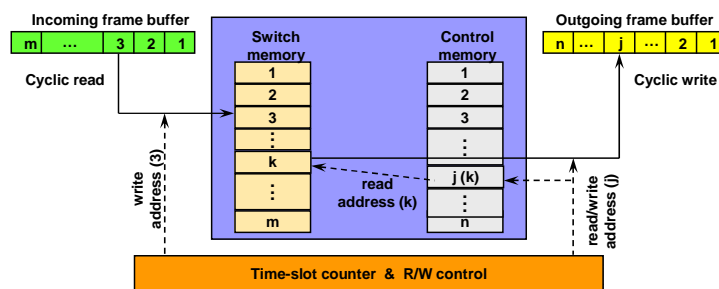 Incoming frame buffer
Outgoing frame buffer
m ... 3 2 1
Switch memory
Control memory
n ... j ... 2 1
Cyclic read
Cyclic write
1
2
3
⋮
⋮
k
⋮
m
1
2
3
⋮
j (k)
⋮
n
write address (3)
read address (k)
read/write address (j)
Time-slot counter & R/W control